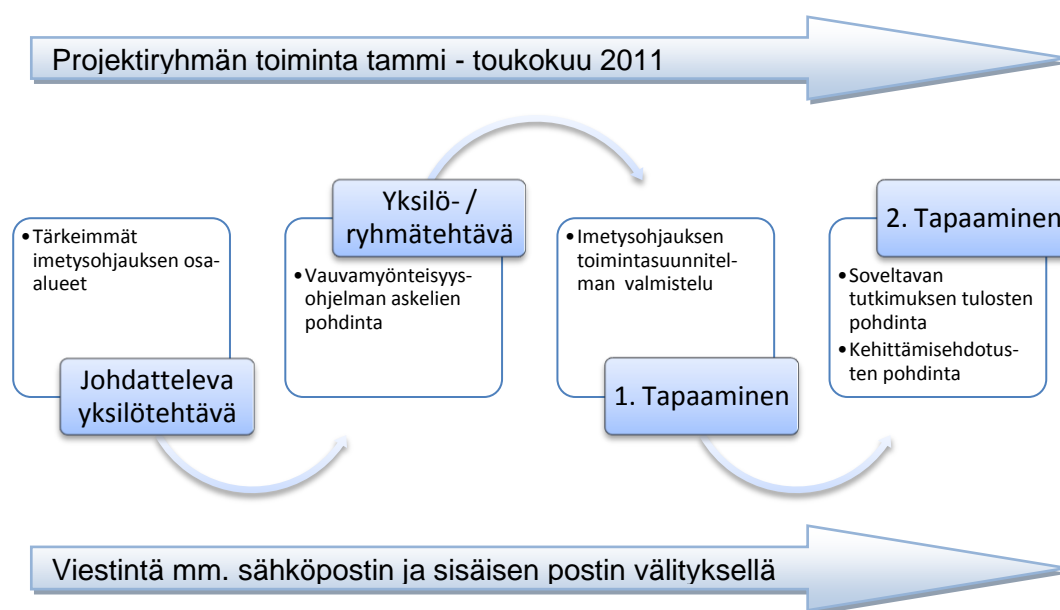 Projektiryhmän toiminta tammi - toukokuu 2011
•Tärkeimmät
imetysohjauksen osa-
alueet
Johdatteleva
yksilötehtävä
Yksilö- /
ryhmätehtävä
•Vauvamyönteisyys-
ohjelman askelien
pohdinta
•Imetysohjauksen
toimintasuunnitel-
man valmistelu
1. Tapaaminen
2. Tapaaminen
•Soveltavan
tutkimuksen tulosten
pohdinta
•Kehittämisehdotus-
ten pohdinta
Viestintä mm. sähköpostin ja sisäisen postin välityksellä